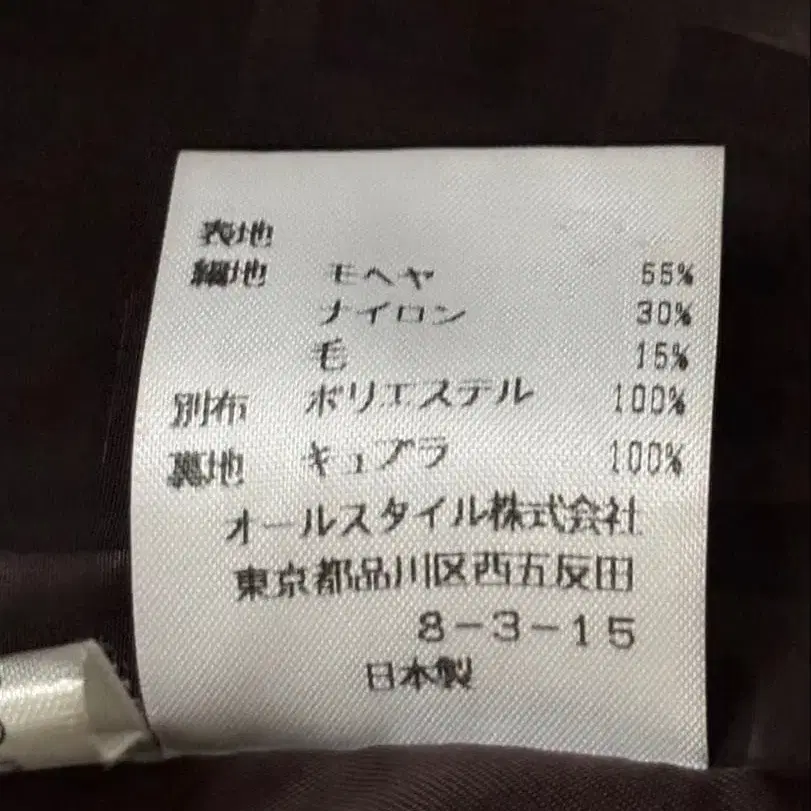 表地
細地 モヘヤ 55%
ナイロン 30%
毛 15%
別布 ポリエステル 100%
裏地 キュプラ 100%
オールスタイル株式会社
東京都品川区西五反田
8-3-15
日本製